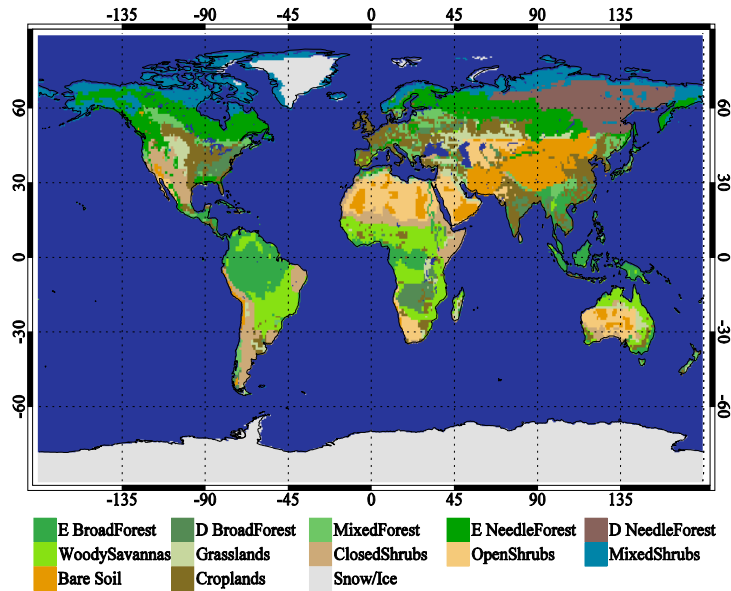 -135 -90 -45 0 45 90 135
60 60
30 30
0 0
-30 -30
-60 -60
-135 -90 -45 0 45 90 135
E BroadForest D BroadForest MixedForest E NeedleForest D NeedleForest
WoodySavannas Grasslands ClosedShrubs OpenShrubs MixedShrubs
Bare Soil Croplands Snow/Ice